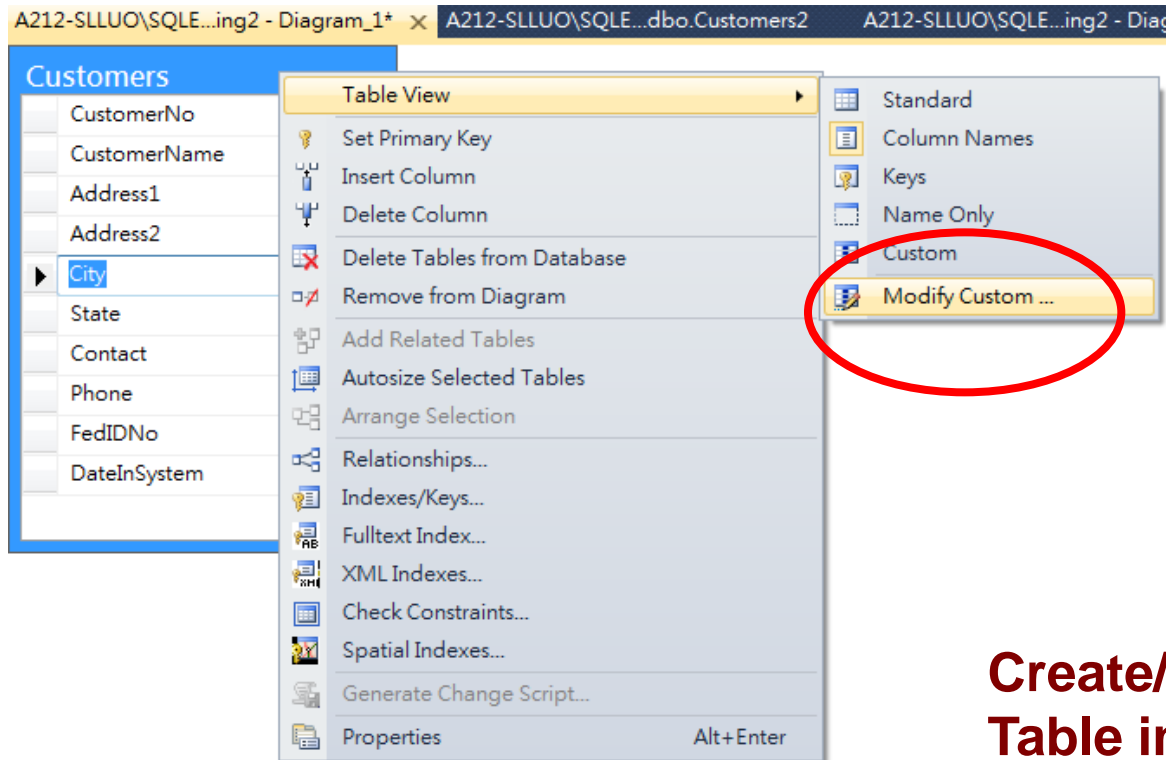 A212-SLLUO\SQLE...ing2 - Diagram_1* A212-SLLUO\SQLE...dbo.Customers2 A212-SLLUO\SQLE...ing2 - Diag
Customers
CustomerNo
CustomerName
Address1
Address2
City
State
Contact
Phone
FedIDNo
DateInSystem
Table View
Set Primary Key
Insert Column
Delete Column
Delete Tables from Database
Remove from Diagram
Add Related Tables
Autosize Selected Tables
Arrange Selection
Relationships...
Indexes/Keys...
Fulltext Index...
XML Indexes...
Check Constraints...
Spatial Indexes...
Generate Change Script...
Properties Alt+Enter
Standard
Column Names
Keys
Name Only
Custom
Modify Custom ...
Create/
Table in